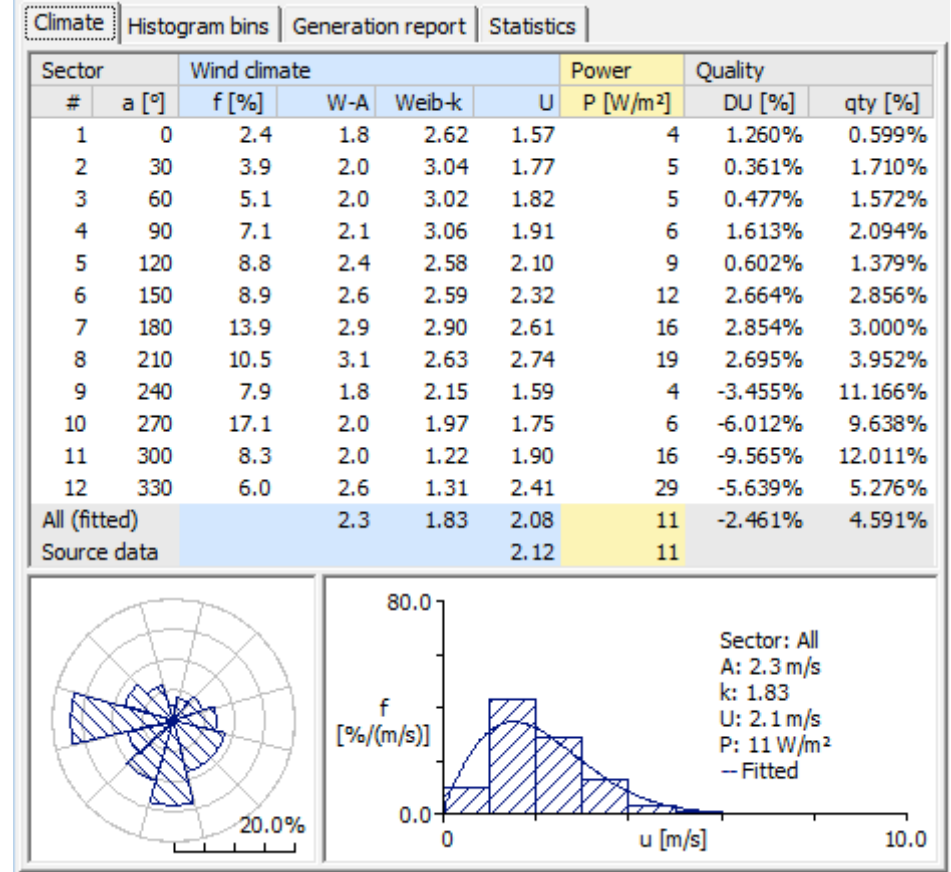 Climate Histogram bins Generation report Statistics
Sector Wind climate Power Quality
# a [°] f [%] W-A Weib-k U P [W/m²] DU [%] qty [%]
1 0 2.4 1.8 2.62 1.57 4 1.260% 0.599%
2 30 3.9 2.0 3.04 1.77 5 0.361% 1.710%
3 60 5.1 2.0 3.02 1.82 5 0.477% 1.572%
4 90 7.1 2.1 3.06 1.91 6 1.613% 2.094%
5 120 8.8 2.4 2.58 2.10 9 0.602% 1.379%
6 150 8.9 2.6 2.59 2.32 12 2.664% 2.856%
7 180 13.9 2.9 2.90 2.61 16 2.854% 3.000%
8 210 10.5 3.1 2.63 2.74 19 2.695% 3.952%
9 240 7.9 1.8 2.15 1.59 4 -3.455% 11.166%
10 270 17.1 2.0 1.97 1.75 6 -6.012% 9.638%
11 300 8.3 2.0 1.22 1.90 16 -9.565% 12.011%
12 330 6.0 2.6 1.31 2.41 29 -5.639% 5.276%
All (fitted) 2.3 1.83 2.08 11 -2.461% 4.591%
Source data 2.12 11
20.0%
80.0
f
[%/(m/s)]
0.0
0 u [m/s] 10.0
Sector: All
A: 2.3 m/s
k: 1.83
U: 2.1 m/s
P: 11 W/m²
-- Fitted